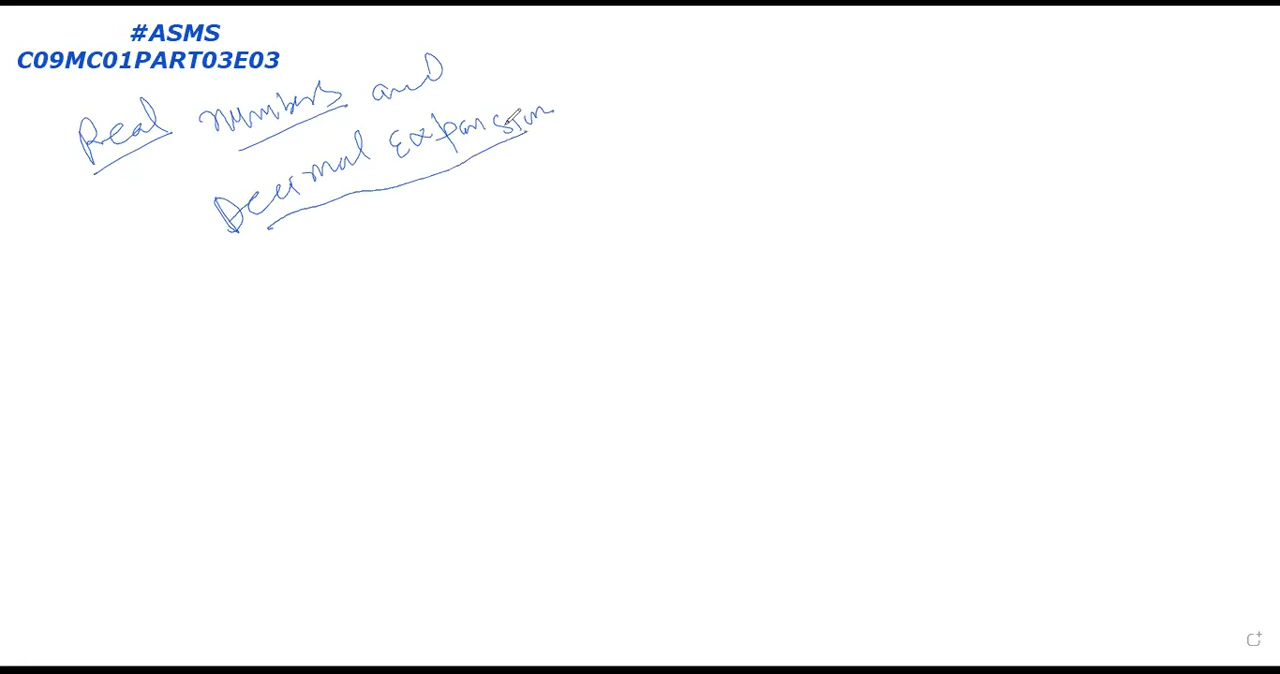 #ASMS
C09MC01PART03E03
Real numbers and
Decimal Expansion